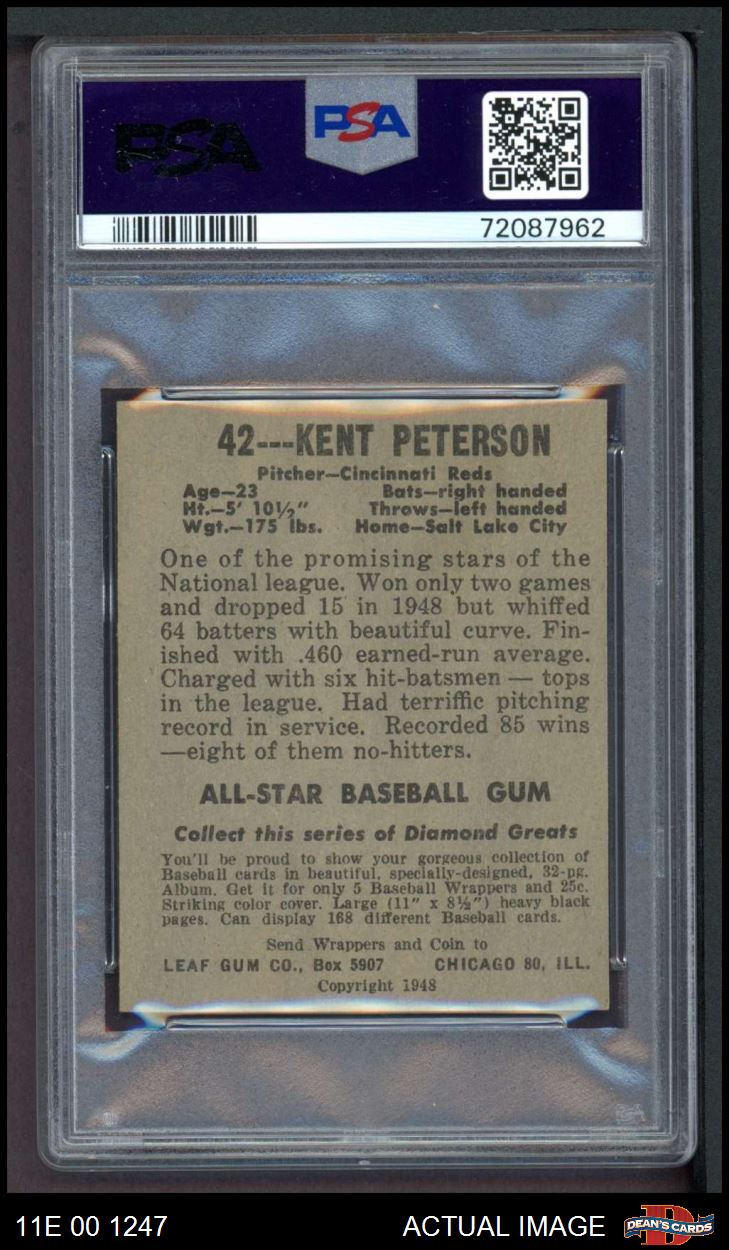 PSA
PSA
72087962
42---KENT PETERSON
Pitcher—Cincinnati Reds
Age—23 Bats—right handed
Ht.—5' 10½" Throws—left handed
Wgt.—175 lbs. Home—Salt Lake City
One of the promising stars of the
National league. Won only two games
and dropped 15 in 1948 but whiffed
64 batters with beautiful curve. Fin-
ished with .460 earned-run average.
Charged with six hit-batsmen — tops
in the league. Had terriffic pitching
record in service. Recorded 85 wins
—eight of them no-hitters.
ALL-STAR BASEBALL GUM
Collect this series of Diamond Greats
You'll be proud to show your gorgeous collection of
Baseball cards in beautiful, specially-designed, 32-pg.
Album. Get it for only 5 Baseball Wrappers and 25c.
Striking color cover. Large (11" x 8½") heavy black
pages. Can display 168 different Baseball cards.
Send Wrappers and Coin to
LEAF GUM CO., Box 5907 CHICAGO 80, ILL.
Copyright 1948
PSA
11E 00 1247 ACTUAL IMAGE DEAN'S CARDS